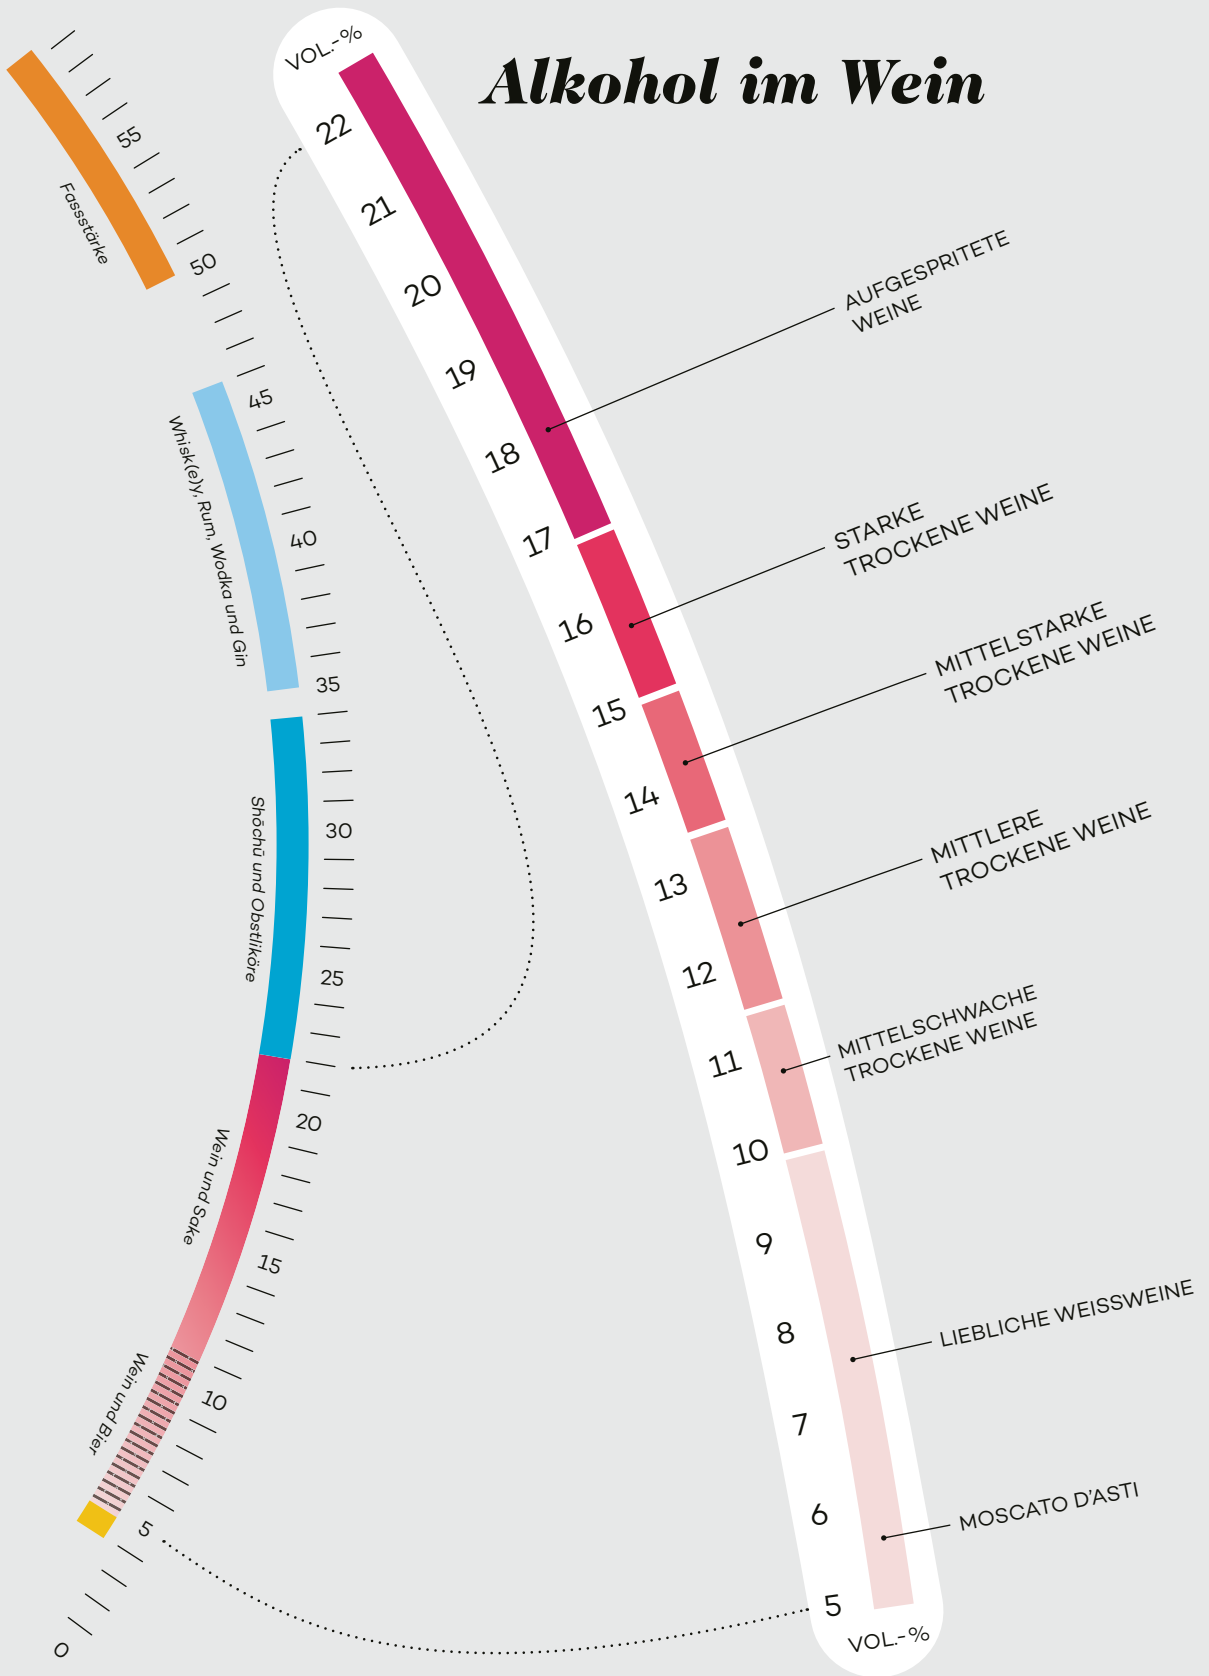 Alkohol im Wein
VOL.-%
22
21
20
19
18
17
16
15
14
13
12
11
10
9
8
7
6
5
VOL.-%
AUFGESPRITETE
WEINE
STARKE
TROCKENE WEINE
MITTELSTARKE
TROCKENE WEINE
MITTLERE
TROCKENE WEINE
MITTELSCHWACHE
TROCKENE WEINE
LIEBLICHE WEISSWEINE
MOSCATO D'ASTI
55
50
45
40
35
30
25
20
15
10
5
0
Fassstärke
Whisk(e)y, Rum, Wodka und Gin
Shōchū und Obstliköre
Wein und Sake
Wein und Bier